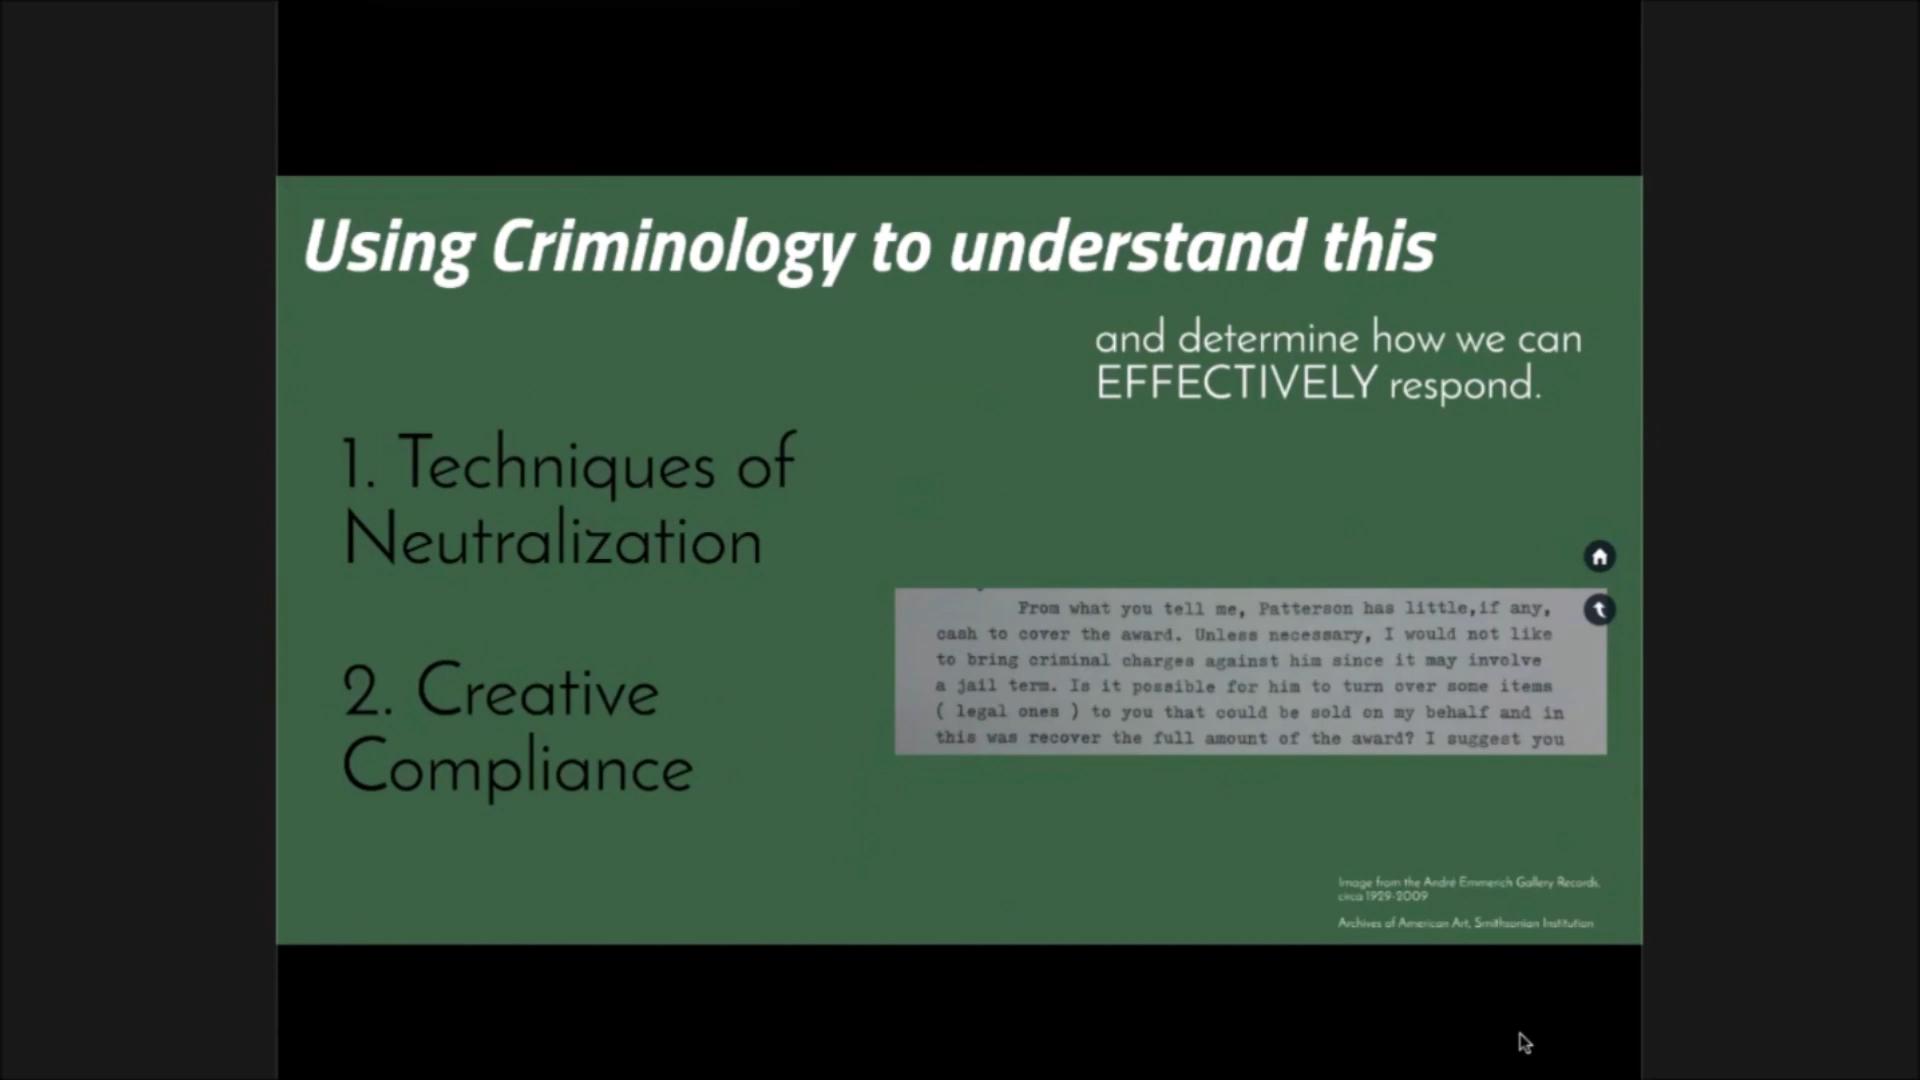 Using Criminology to understand this
and determine how we can
EFFECTIVELY respond.
1. Techniques of
Neutralization
2. Creative
Compliance
From what you tell me, Patterson has little,if any,
cash to cover the award. Unless necessary, I would not like
to bring criminal charges against him since it may involve
a jail term. Is it possible for him to turn over some items
( legal ones ) to you that could be sold on my behalf and in
this was recover the full amount of the award? I suggest you
Image from the André Emmerich Gallery Records,
circa 1929-2009
Archives of American Art, Smithsonian Institution